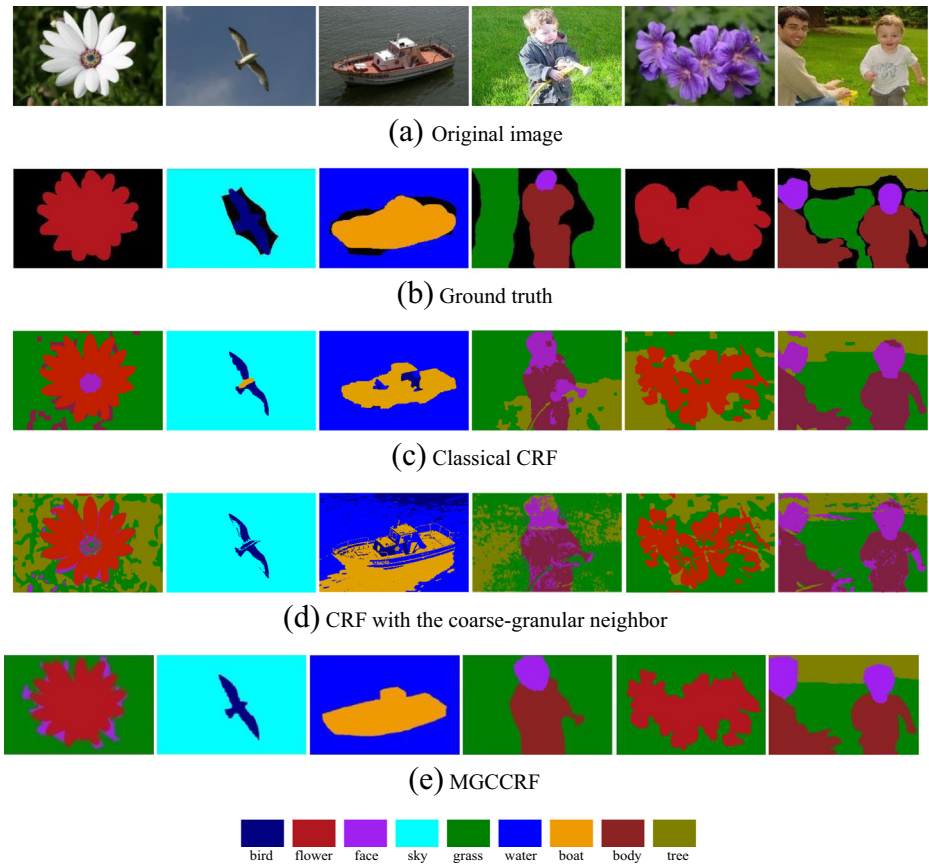 (a) Original image
(b) Ground truth
(c) Classical CRF
(d) CRF with the coarse-granular neighbor
(e) MGCCRF
bird flower face sky grass water boat body tree